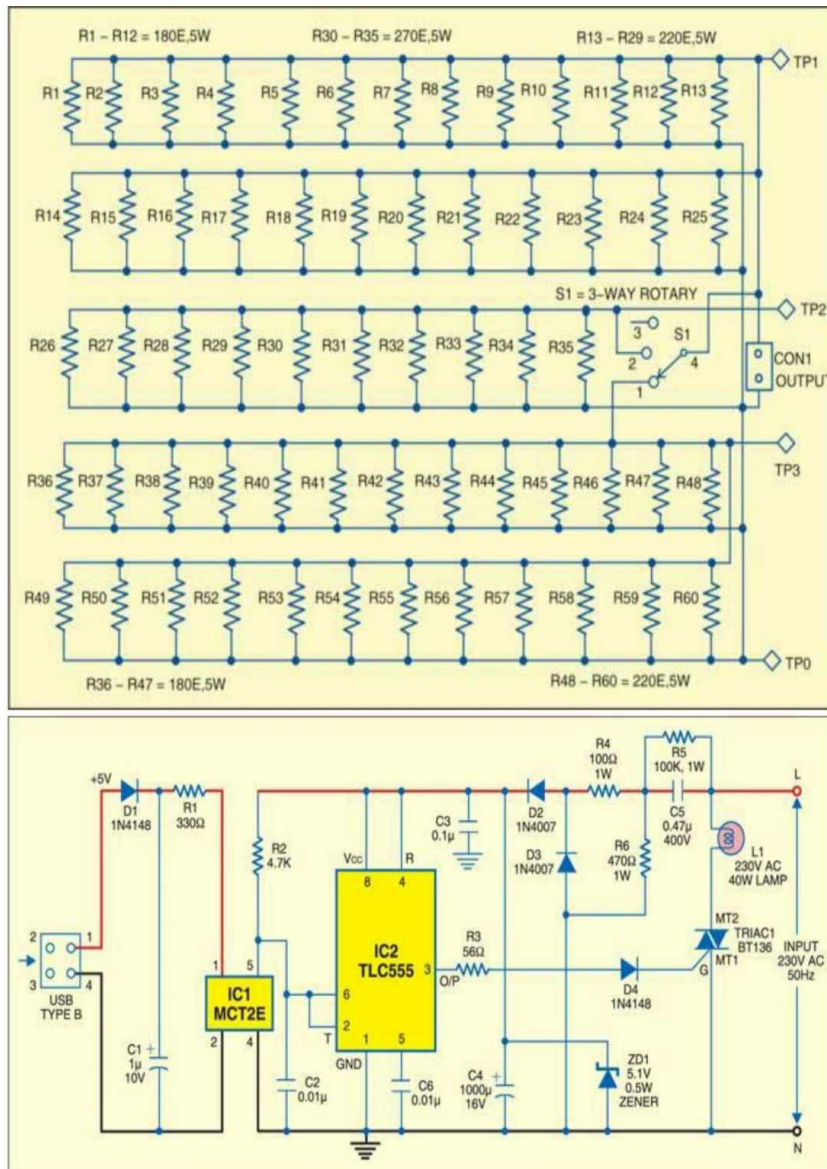 R1 – R12 = 180E,5W R30 – R35 = 270E,5W R13 – R29 = 220E,5W
TP1
R1 R2 R3 R4 R5 R6 R7 R8 R9 R10 R11 R12 R13
R14 R15 R16 R17 R18 R19 R20 R21 R22 R23 R24 R25
S1 = 3–WAY ROTARY
TP2
3 S1
R26 R27 R28 R29 R30 R31 R32 R33 R34 R35
2 4
CON1
1
OUTPUT
TP3
R36 R37 R38 R39 R40 R41 R42 R43 R44 R45 R46 R47 R48
R49 R50 R51 R52 R53 R54 R55 R56 R57 R58 R59 R60
TP0
R36 – R47 = 180E,5W R48 – R60 = 220E,5W
+5V
D1
1N4148
R1
330Ω
R2
4.7K
VCC
8
R
4
C3
0.1µ
D2
1N4007
D3
1N4007
R4
100Ω
1W
R5
100K, 1W
C5
0.47µ
400V
R6
470Ω
1W
L
L1
230V AC
40W LAMP
MT2
TRIAC1
BT136
MT1
G
INPUT
230V AC
50Hz
2 1
3 4
USB
TYPE B
1 5
IC1
MCT2E
2 4
IC2
TLC555
3
O/P
R3
56Ω
D4
1N4148
6
2
T
1
GND
5
C1
1µ
10V
+
C2
0.01µ
C6
0.01µ
C4
1000µ
16V
+
ZD1
5.1V
0.5W
ZENER
N